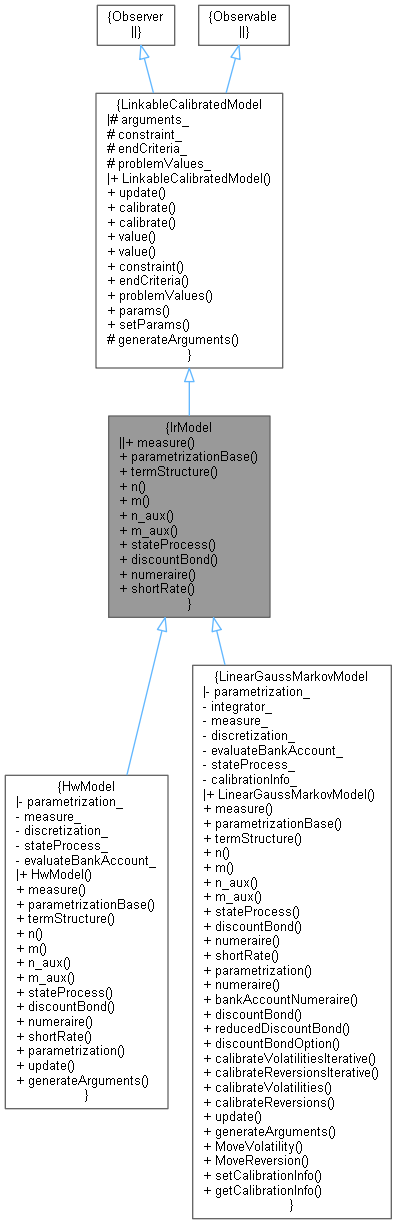 {Observer
||}
{Observable
||}
{LinkableCalibratedModel
|# arguments_
# constraint_
# endCriteria_
# problemValues_
|+ LinkableCalibratedModel()
+ update()
+ calibrate()
+ calibrate()
+ value()
+ value()
+ constraint()
+ endCriteria()
+ problemValues()
+ params()
+ setParams()
# generateArguments()
}
{IrModel
||+ measure()
+ parametrizationBase()
+ termStructure()
+ n()
+ m()
+ n_aux()
+ m_aux()
+ stateProcess()
+ discountBond()
+ numeraire()
+ shortRate()
}
{HwModel
|- parametrization_
- measure_
- discretization_
- stateProcess_
- evaluateBankAccount_
|+ HwModel()
+ measure()
+ parametrizationBase()
+ termStructure()
+ n()
+ m()
+ n_aux()
+ m_aux()
+ stateProcess()
+ discountBond()
+ numeraire()
+ shortRate()
+ parametrization()
+ update()
+ generateArguments()
}
{LinearGaussMarkovModel
|- parametrization_
- integrator_
- measure_
- discretization_
- evaluateBankAccount_
- stateProcess_
- calibrationInfo_
|+ LinearGaussMarkovModel()
+ measure()
+ parametrizationBase()
+ termStructure()
+ n()
+ m()
+ n_aux()
+ m_aux()
+ stateProcess()
+ discountBond()
+ numeraire()
+ shortRate()
+ parametrization()
+ numeraire()
+ bankAccountNumeraire()
+ discountBond()
+ reducedDiscountBond()
+ discountBondOption()
+ calibrateVolatilitiesIterative()
+ calibrateReversionsIterative()
+ calibrateVolatilities()
+ calibrateReversions()
+ update()
+ generateArguments()
+ MoveVolatility()
+ MoveReversion()
+ setCalibrationInfo()
+ getCalibrationInfo()
}